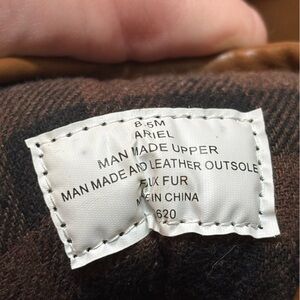 8.5M
ARIEL
MAN MADE UPPER
MAN MADE AND LEATHER OUTSOLE
FUR
IN CHINA
620